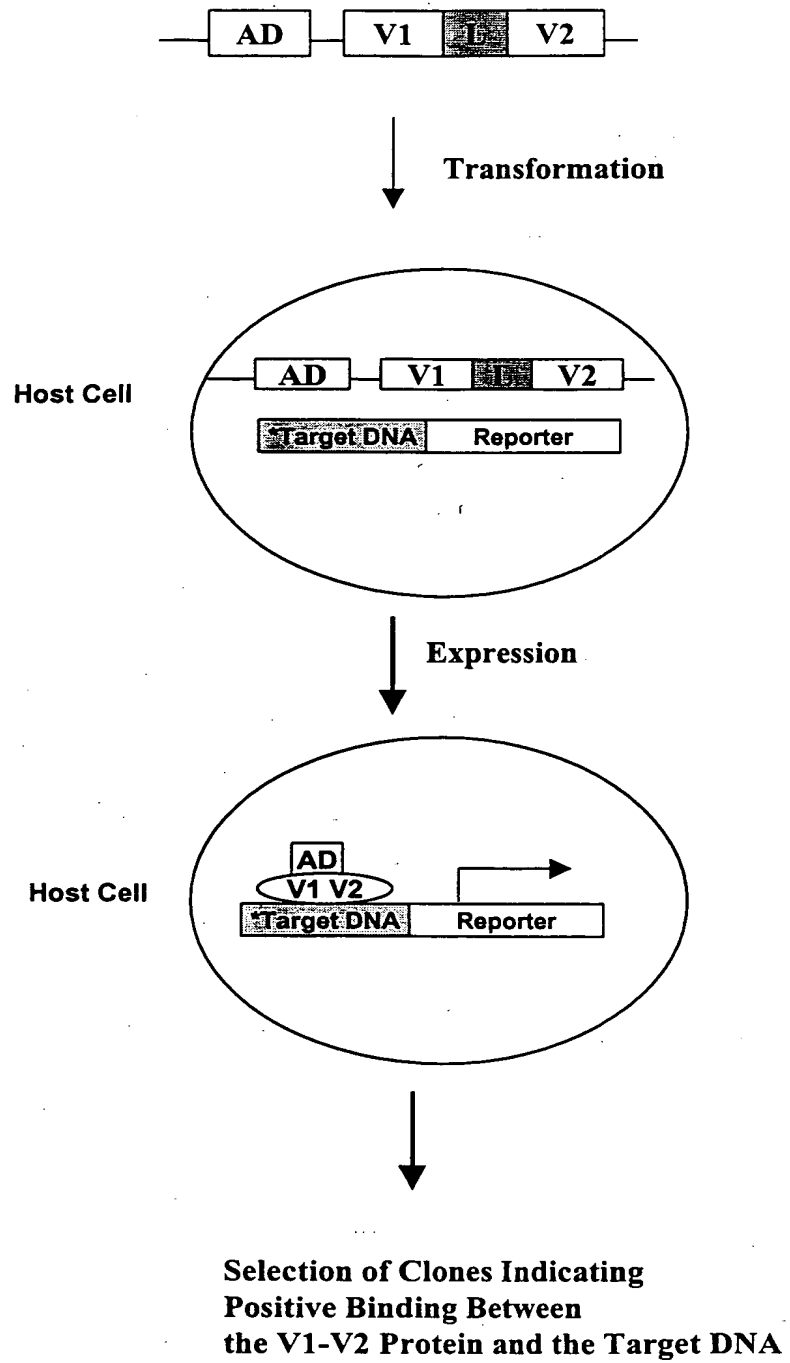 AD V1 L V2
Transformation
Host Cell
AD V1 L V2
*Target DNA Reporter
Expression
Host Cell
AD
V1 V2
*Target DNA Reporter
Selection of Clones Indicating
Positive Binding Between
the V1-V2 Protein and the Target DNA